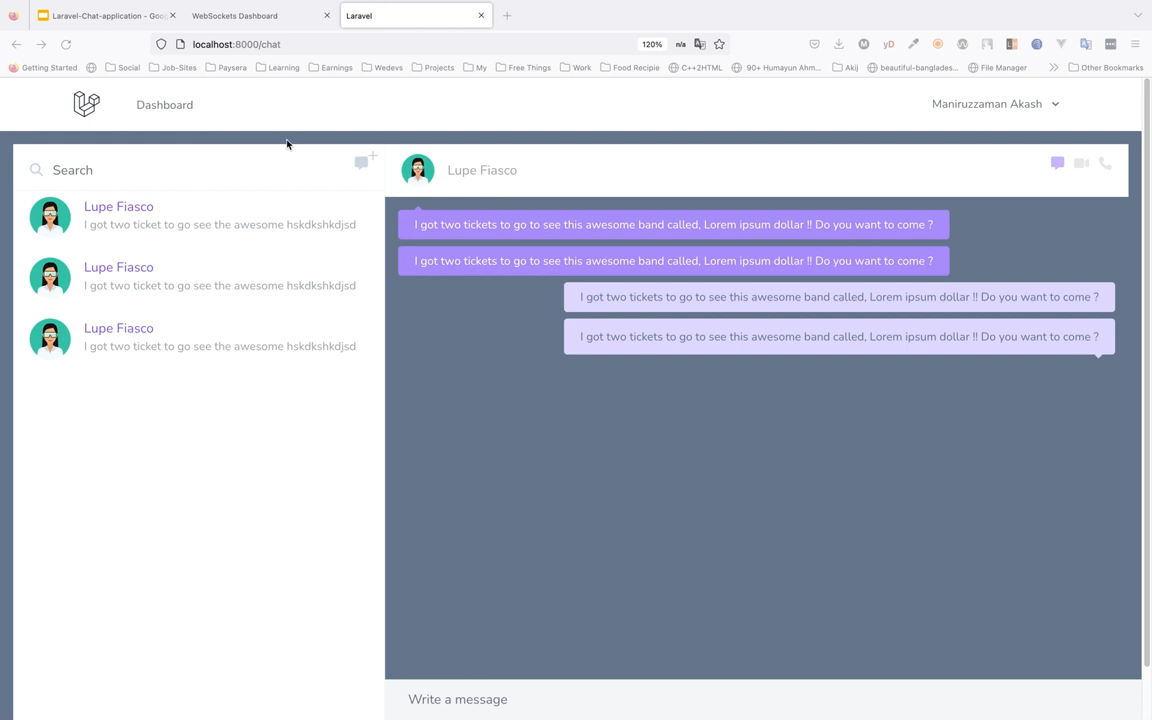 Laravel-Chat-application - Goo
WebSockets Dashboard
Laravel
localhost:8000/chat
120%
n/a
yD
Getting Started
Social
Job-Sites
Paysera
Learning
Earnings
Wedevs
Projects
My
Free Things
Work
Food Recipie
C++2HTML
90+ Humayun Ahm...
Akij
beautiful-banglades...
File Manager
Other Bookmarks
Dashboard
Maniruzzaman Akash
Search
Lupe Fiasco
I got two ticket to go see the awesome hskdkshkdjsd
Lupe Fiasco
I got two ticket to go see the awesome hskdkshkdjsd
Lupe Fiasco
I got two ticket to go see the awesome hskdkshkdjsd
Lupe Fiasco
I got two tickets to go to see this awesome band called, Lorem ipsum dollar !! Do you want to come ?
I got two tickets to go to see this awesome band called, Lorem ipsum dollar !! Do you want to come ?
I got two tickets to go to see this awesome band called, Lorem ipsum dollar !! Do you want to come ?
I got two tickets to go to see this awesome band called, Lorem ipsum dollar !! Do you want to come ?
Write a message